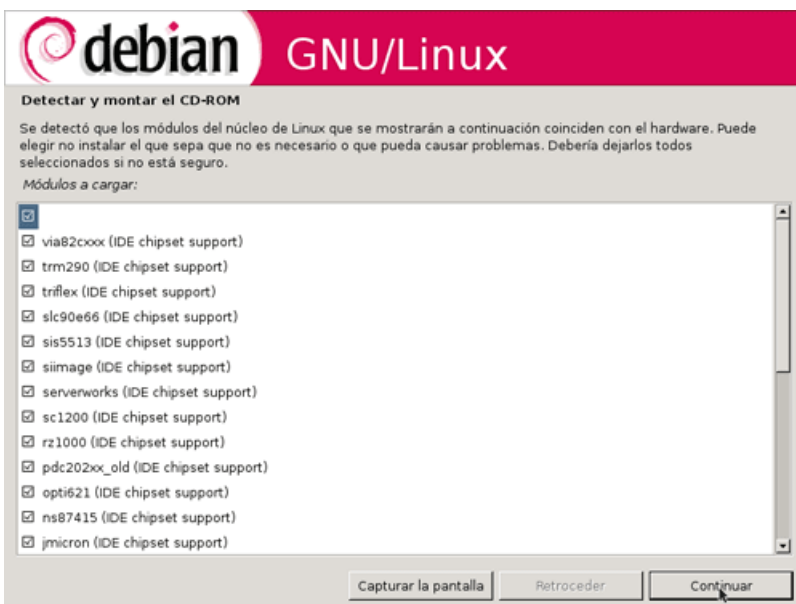 debian GNU/Linux
Detectar y montar el CD-ROM
Se detectó que los módulos del núcleo de Linux que se mostrarán a continuación coinciden con el hardware. Puede
elegir no instalar el que sepa que no es necesario o que pueda causar problemas. Debería dejarlos todos
seleccionados si no está seguro.
Módulos a cargar:
via82cxxx (IDE chipset support)
trm290 (IDE chipset support)
triflex (IDE chipset support)
slc90e66 (IDE chipset support)
sis5513 (IDE chipset support)
siimage (IDE chipset support)
serverworks (IDE chipset support)
sc1200 (IDE chipset support)
rz1000 (IDE chipset support)
pdc202xx_old (IDE chipset support)
opti621 (IDE chipset support)
ns87415 (IDE chipset support)
jmicron (IDE chipset support)
Capturar la pantalla Retroceder Continuar